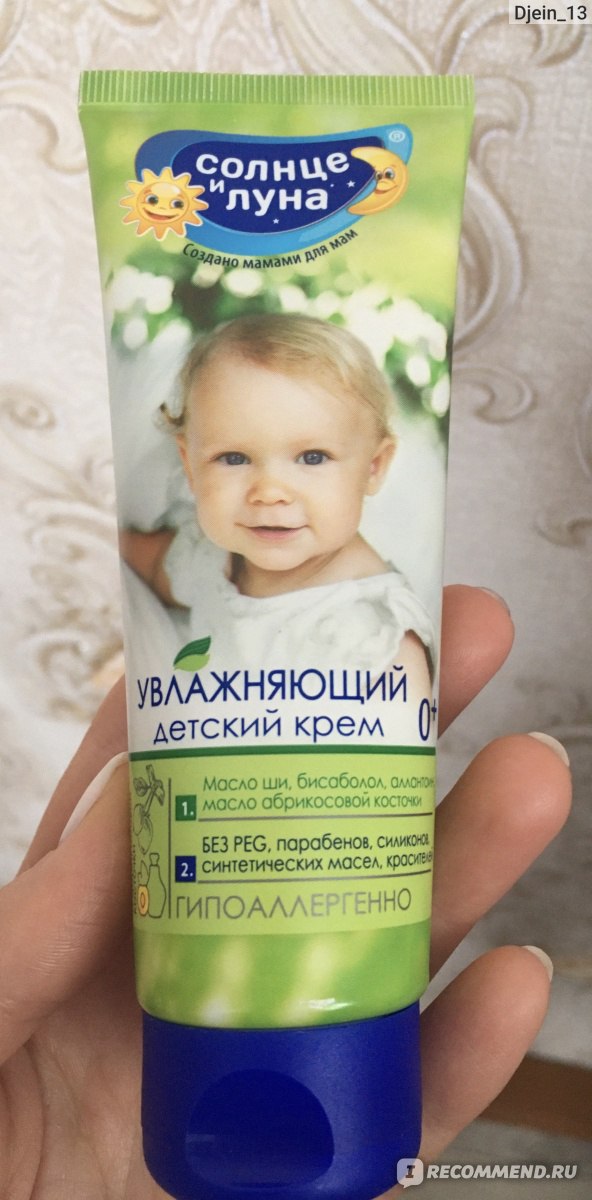 Djein_13
СОЛНЦЕ
и
ЛУНА
®
Создано мамами для мам
УВЛАЖНЯЮЩИЙ
детский крем
0+
Масло ши, бисаболол, аллантоин
1. масло абрикосовой косточки
БЕЗ PEG, парабенов, силиконов,
2. синтетических масел, красителей
ГИПОАЛЛЕРГЕННО
IRECOMMEND.RU